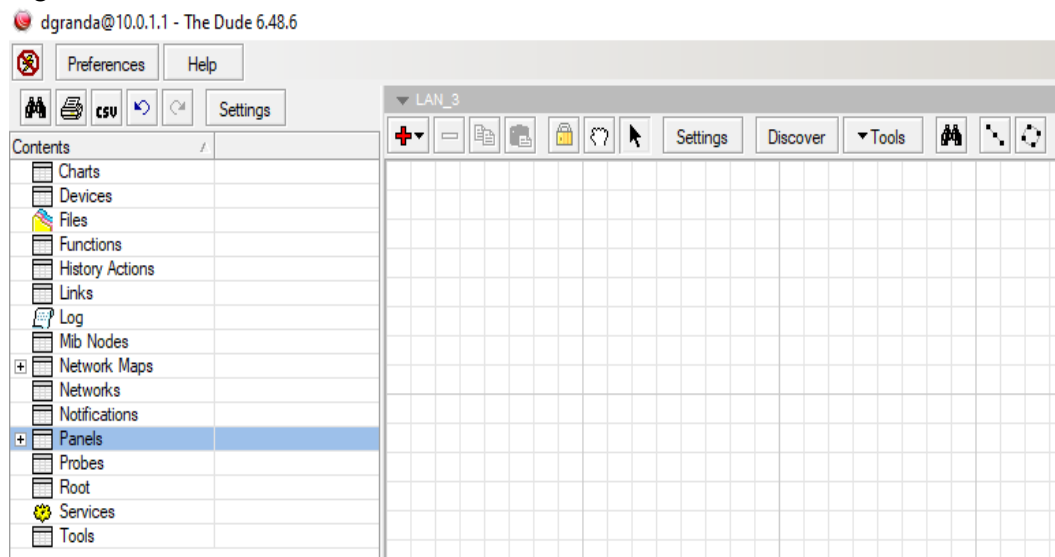 dgranda@10.0.1.1 - The Dude 6.48.6
Preferences Help
csv Settings
Contents
Charts
Devices
Files
Functions
History Actions
Links
Log
Mib Nodes
Network Maps
Networks
Notifications
Panels
Probes
Root
Services
Tools
LAN_3
Settings Discover Tools